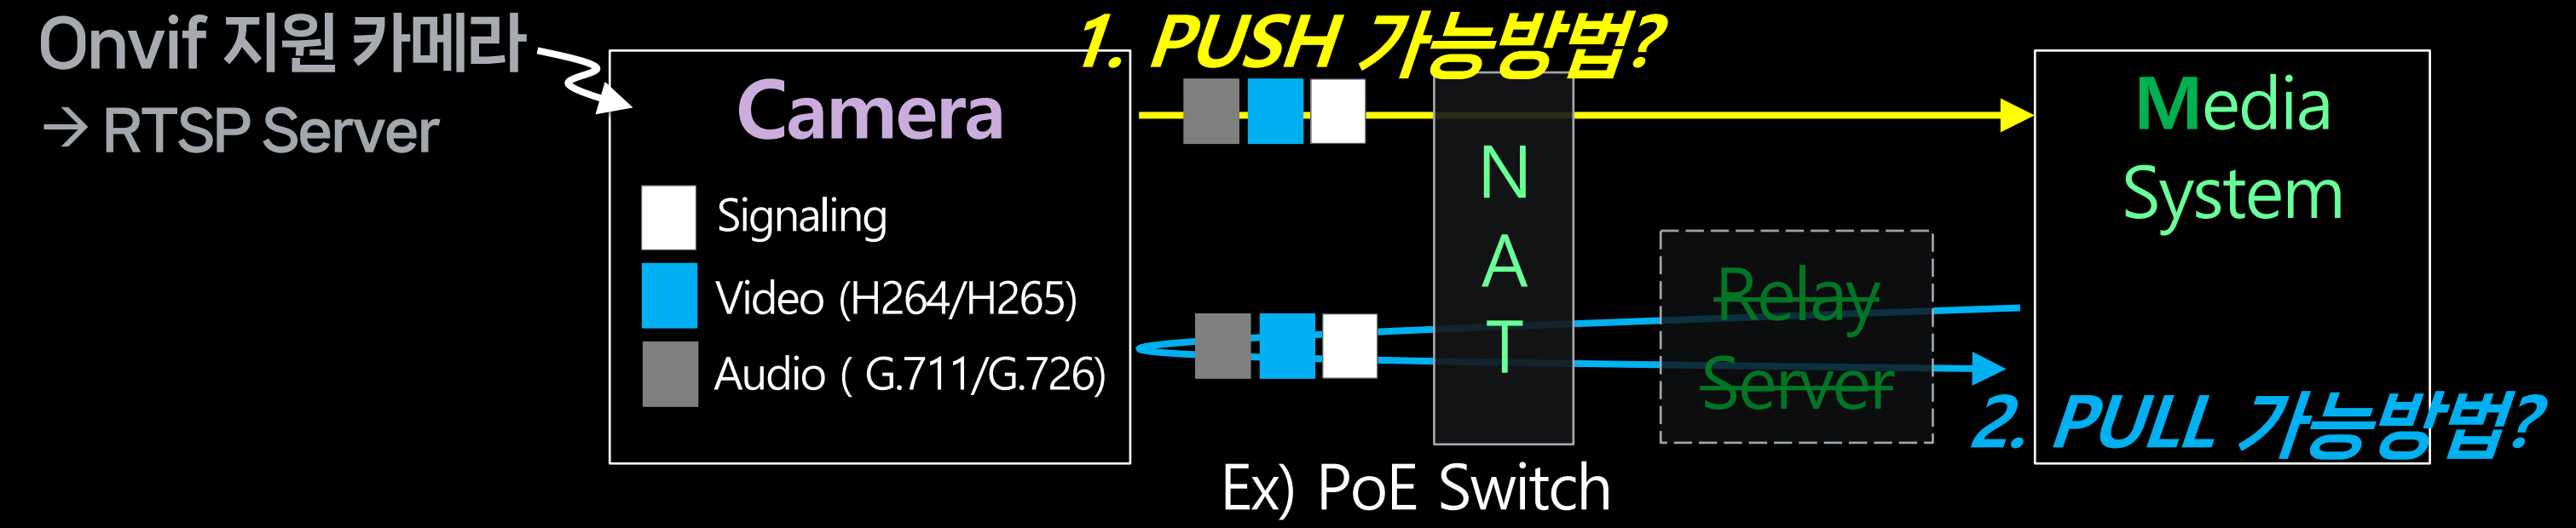 Onvif 지원 카메라
→ RTSP Server
1. PUSH 가능방법?
Camera
Signaling
Video (H264/H265)
Audio ( G.711/G.726)
N
A
T
Ex) PoE Switch
Relay
Server
Media
System
2. PULL 가능방법?